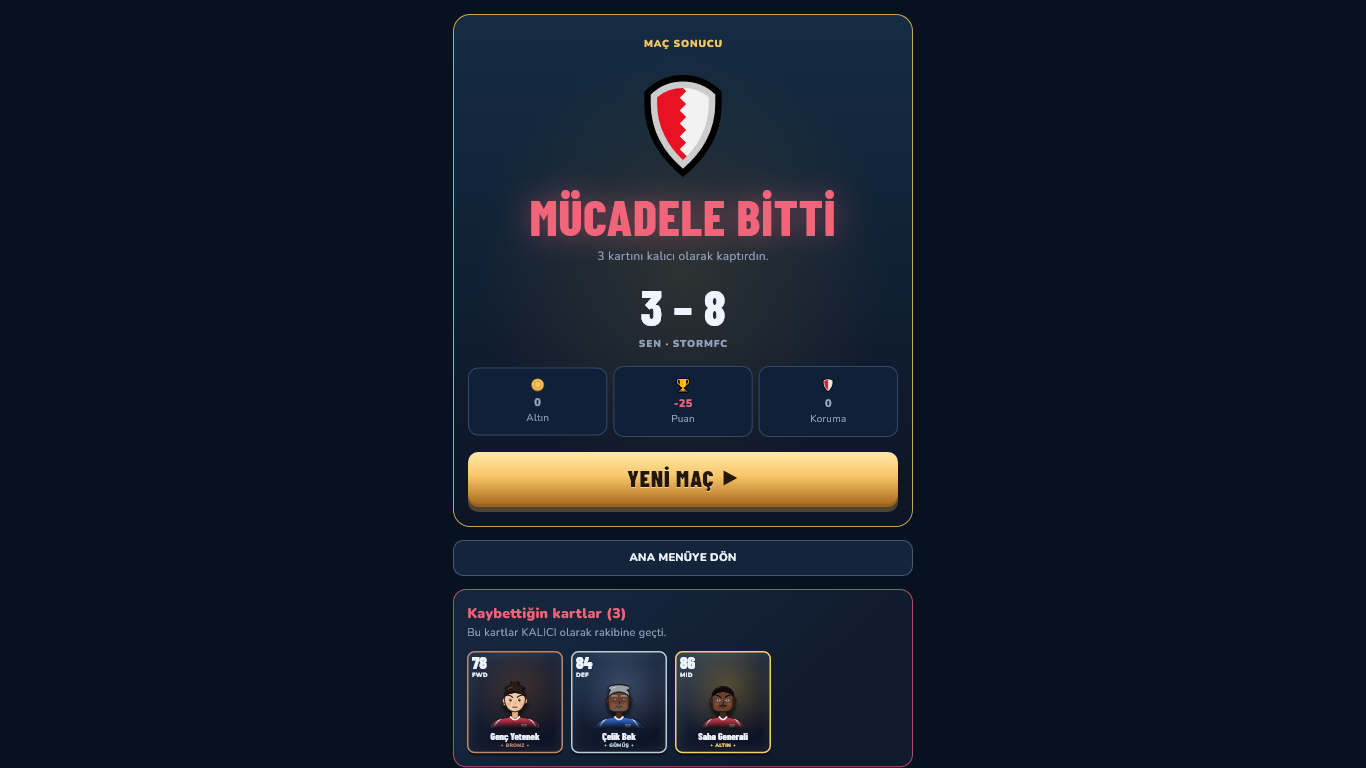 MAÇ SONUCU
MÜCADELE BİTTİ
3 kartını kalıcı olarak kaptırdın.
3 – 8
SEN · STORMFC
0
Altın
-25
Puan
0
Koruma
YENİ MAÇ ▶
ANA MENÜYE DÖN
Kaybettiğin kartlar (3)
Bu kartlar KALICI olarak rakibine geçti.
78
FWD
Genç Yetenek
• BRONZ •
84
DEF
Çelik Bek
• GÜMÜŞ •
86
MID
Saha Generali
• ALTIN •